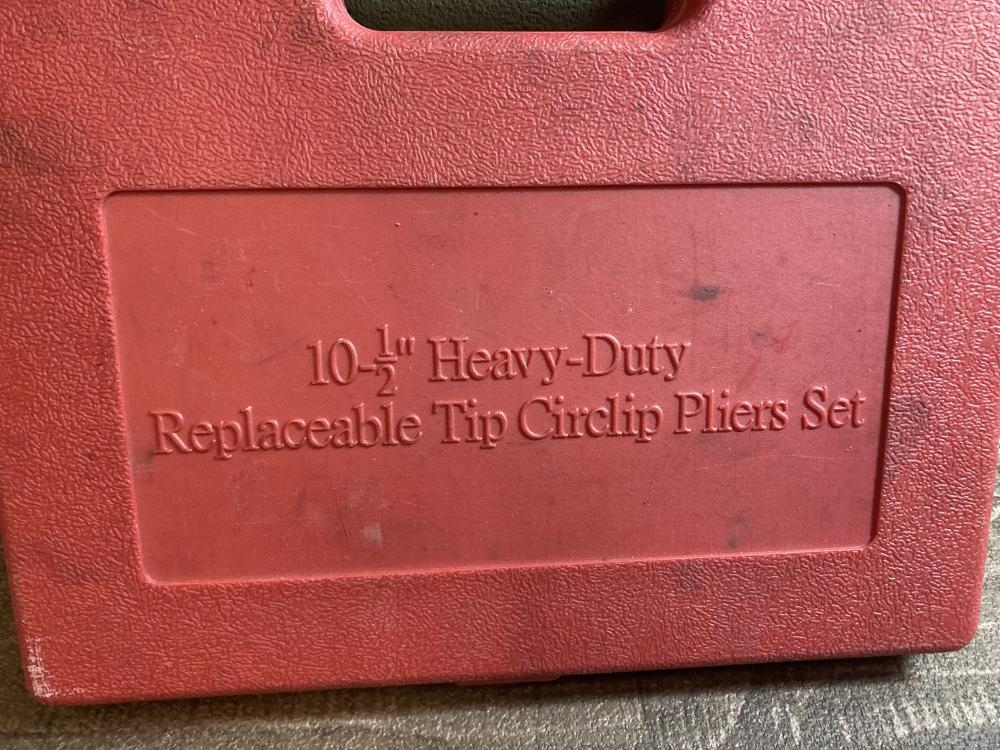 10-½" Heavy-Duty
Replaceable Tip Circlip Pliers Set